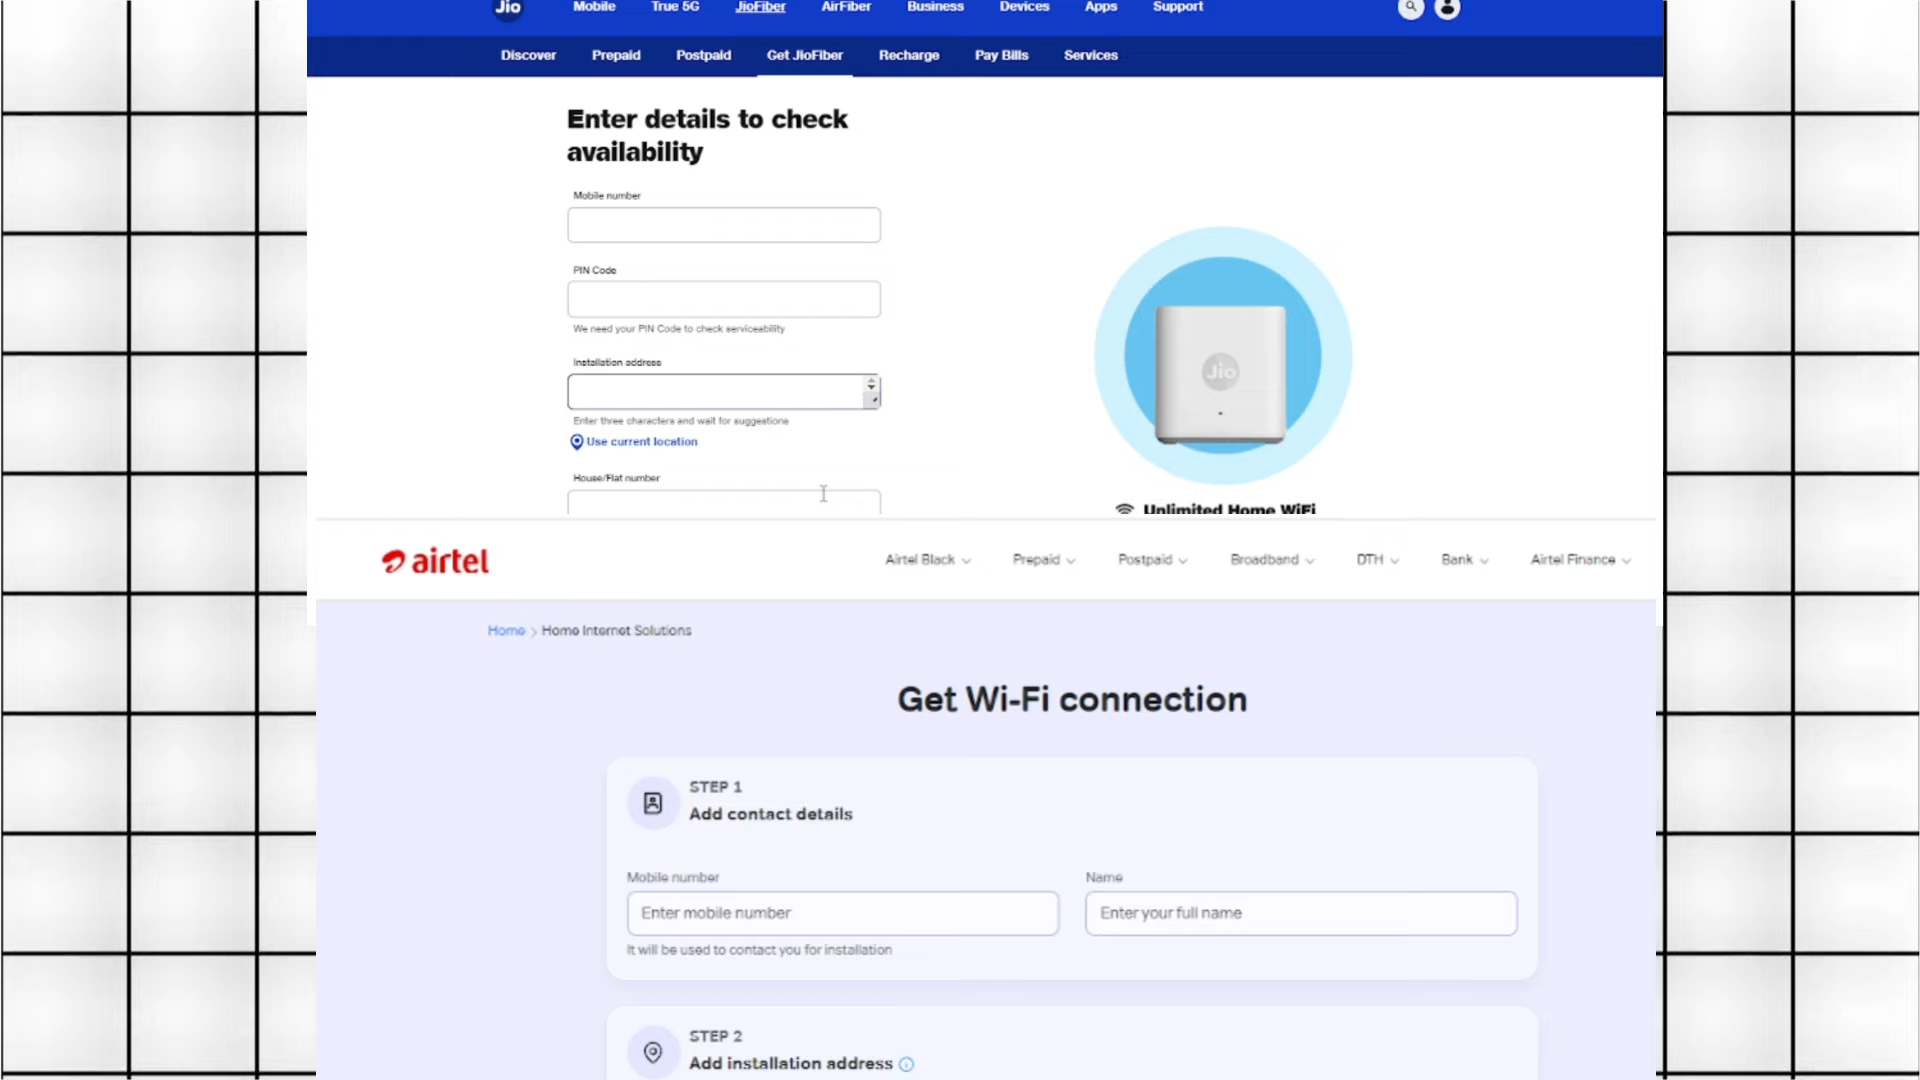 Jio Mobile True 5G JioFiber AirFiber Business Devices Apps Support
Discover Prepaid Postpaid Get JioFiber Recharge Pay Bills Services
Enter details to check
availability
Mobile number
PIN Code
We need your PIN Code to check serviceability
Installation address
Enter three characters and wait for suggestions
Use current location
House/Flat number
Jio
Unlimited Home WiFi
airtel Airtel Black Prepaid Postpaid Broadband DTH Bank Airtel Finance
Home > Home Internet Solutions
Get Wi-Fi connection
STEP 1
Add contact details
Mobile number Name
Enter mobile number Enter your full name
It will be used to contact you for installation
STEP 2
Add installation address